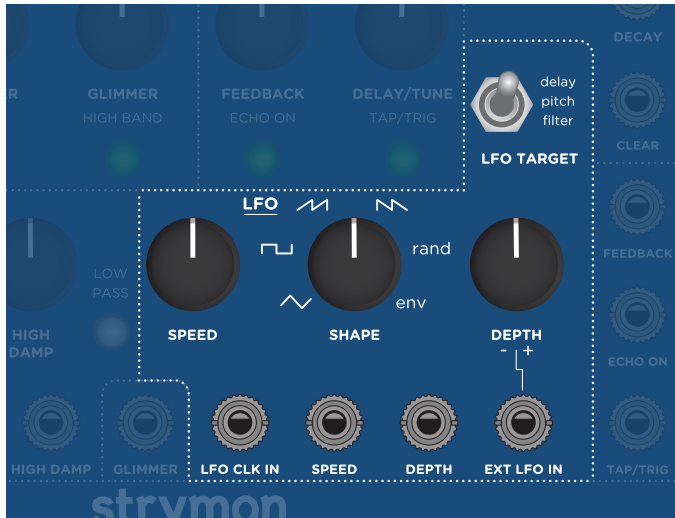 DECAY
GLIMMER
HIGH BAND
FEEDBACK
ECHO ON
DELAY/TUNE
TAP/TRIG
delay
pitch
filter
LFO TARGET
CLEAR
LFO
rand
env
SPEED
SHAPE
DEPTH
- +
LOW
PASS
HIGH
DAMP
FEEDBACK
ECHO ON
HIGH DAMP
GLIMMER
LFO CLK IN
SPEED
DEPTH
EXT LFO IN
TAP/TRIG
strymon